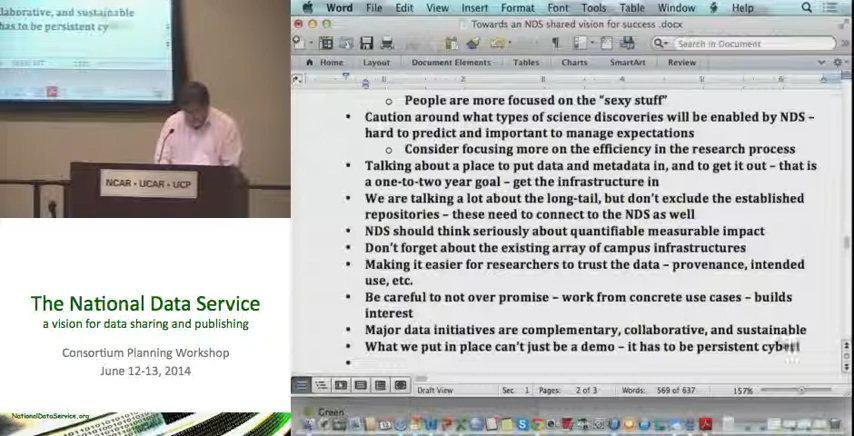 llaborative, and sustainable
has to be persistent cy
NCAR • UCAR • UCP
The National Data Service
a vision for data sharing and publishing
Consortium Planning Workshop
June 12-13, 2014
NationalDataService.org
Word File Edit View Insert Format Font Tools Table Window Help
Towards an NDS shared vision for success .docx
Search in Document
Home Layout Document Elements Tables Charts SmartArt Review
o People are more focused on the "sexy stuff"
• Caution around what types of science discoveries will be enabled by NDS –
hard to predict and important to manage expectations
o Consider focusing more on the efficiency in the research process
• Talking about a place to put data and metadata in, and to get it out – that is
a one-to-two year goal – get the infrastructure in
• We are talking a lot about the long-tail, but don't exclude the established
repositories – these need to connect to the NDS as well
• NDS should think seriously about quantifiable measurable impact
• Don't forget about the existing array of campus infrastructures
• Making it easier for researchers to trust the data – provenance, intended
use, etc.
• Be careful to not over promise – work from concrete use cases – builds
interest
• Major data initiatives are complementary, collaborative, and sustainable
• What we put in place can't just be a demo – it has to be persistent
•
Draft View Sec 1 Pages: 2 of 3 Words: 569 of 637 157%
Green